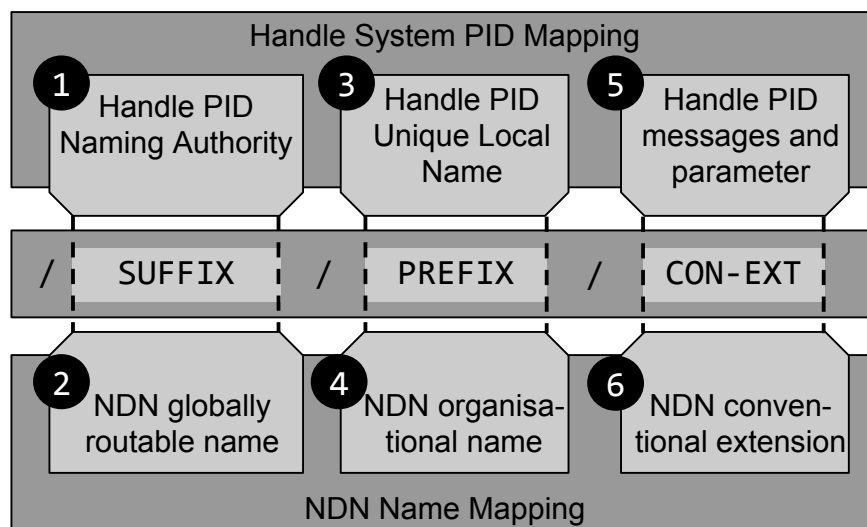 Handle System PID Mapping
1
Handle PID
Naming Authority
3
Handle PID
Unique Local
Name
5
Handle PID
messages and
parameter
/ SUFFIX / PREFIX / CON-EXT
2
NDN globally
routable name
4
NDN organisa-
tional name
6
NDN conven-
tional extension
NDN Name Mapping